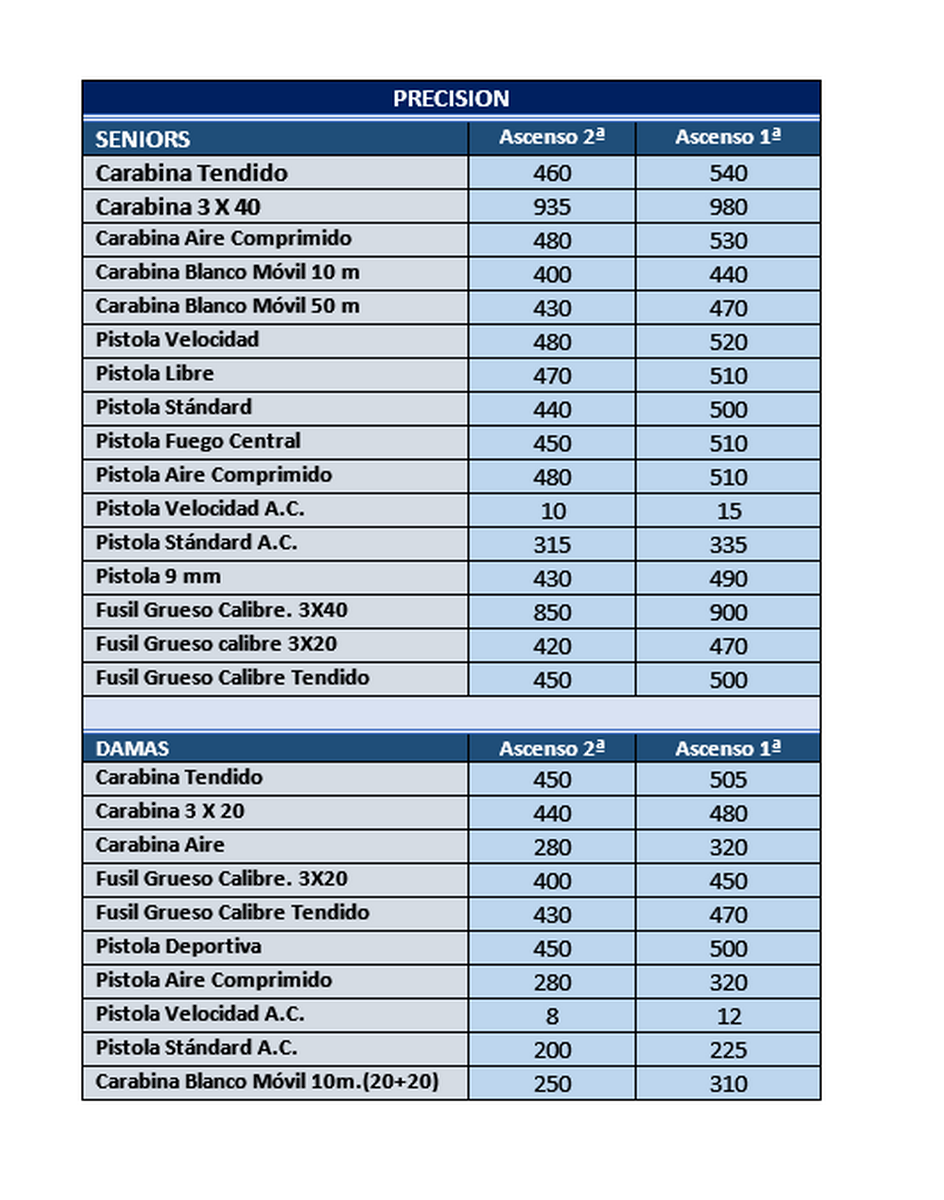 PRECISION
SENIORS Ascenso 2ª Ascenso 1ª
Carabina Tendido 460 540
Carabina 3 X 40 935 980
Carabina Aire Comprimido 480 530
Carabina Blanco Móvil 10 m 400 440
Carabina Blanco Móvil 50 m 430 470
Pistola Velocidad 480 520
Pistola Libre 470 510
Pistola Stándard 440 500
Pistola Fuego Central 450 510
Pistola Aire Comprimido 480 510
Pistola Velocidad A.C. 10 15
Pistola Stándard A.C. 315 335
Pistola 9 mm 430 490
Fusil Grueso Calibre. 3X40 850 900
Fusil Grueso calibre 3X20 420 470
Fusil Grueso Calibre Tendido 450 500
DAMAS Ascenso 2ª Ascenso 1ª
Carabina Tendido 450 505
Carabina 3 X 20 440 480
Carabina Aire 280 320
Fusil Grueso Calibre. 3X20 400 450
Fusil Grueso Calibre Tendido 430 470
Pistola Deportiva 450 500
Pistola Aire Comprimido 280 320
Pistola Velocidad A.C. 8 12
Pistola Stándard A.C. 200 225
Carabina Blanco Móvil 10m.(20+20) 250 310